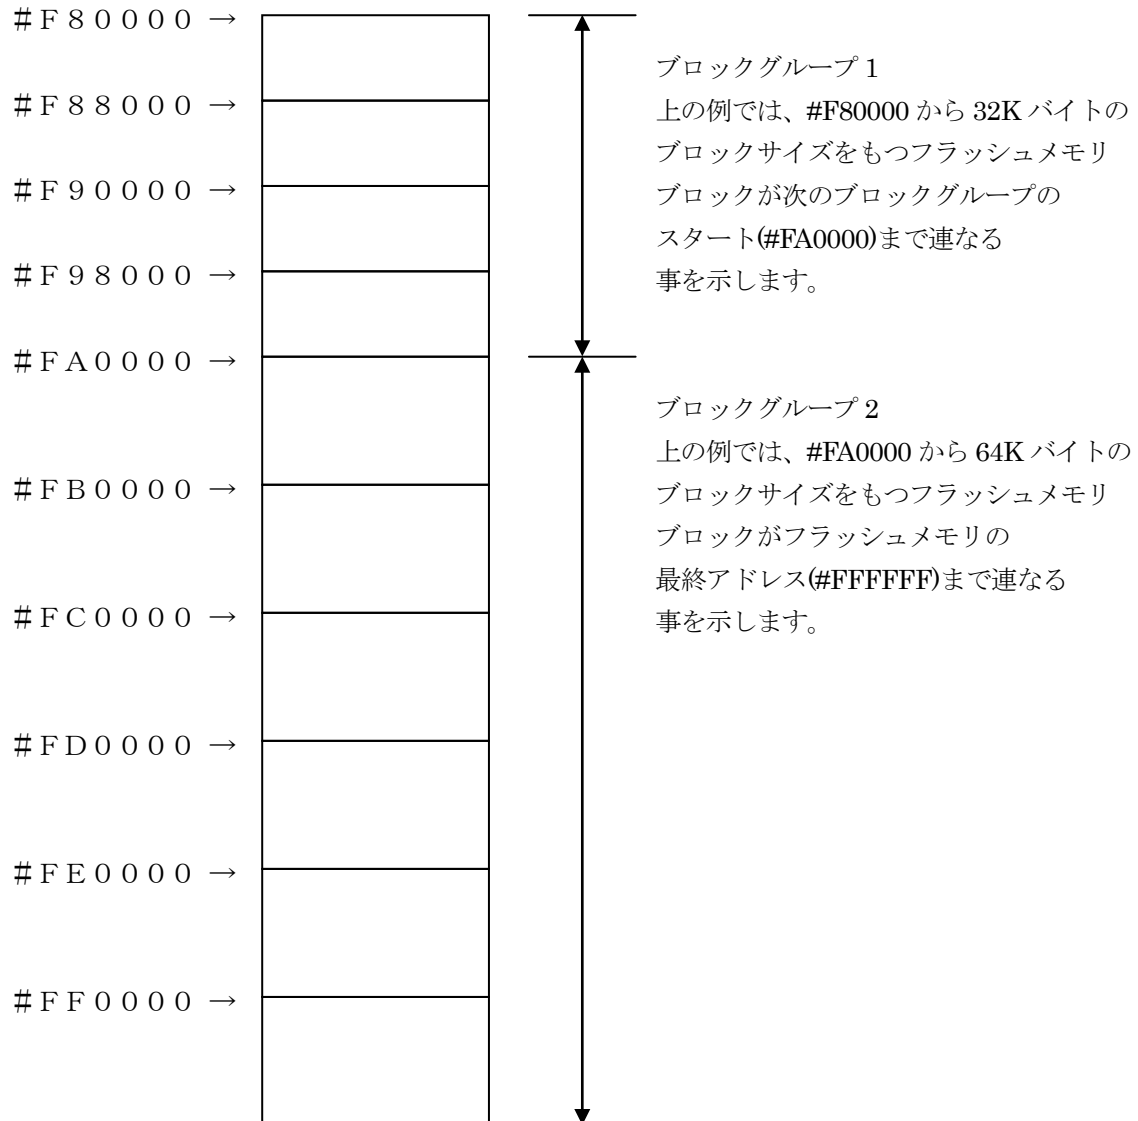 ＃Ｆ８００００ →
ブロックグループ 1
＃Ｆ８８０００ →
上の例では、#F80000 から 32K バイトの
ブロックサイズをもつフラッシュメモリ
＃Ｆ９００００ →
ブロックが次のブロックグループの
スタート(#FA0000)まで連なる
＃Ｆ９８０００ →
事を示します。
＃ＦＡ００００ →
ブロックグループ 2
上の例では、#FA0000 から 64K バイトの
＃ＦＢ００００ →
ブロックサイズをもつフラッシュメモリ
ブロックがフラッシュメモリの
最終アドレス(#FFFFFF)まで連なる
＃ＦＣ００００ →
事を示します。
＃ＦＤ００００ →
＃ＦＥ００００ →
＃ＦＦ００００ →